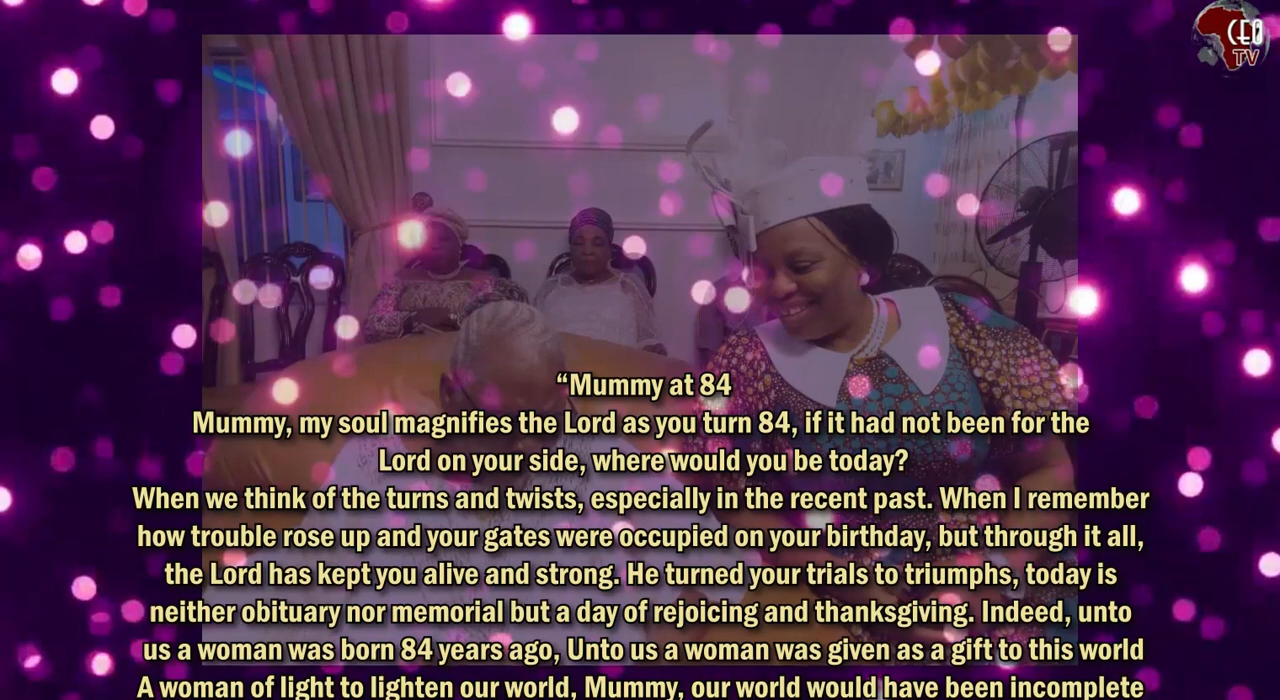 CEO
TV
“Mummy at 84
Mummy, my soul magnifies the Lord as you turn 84, if it had not been for the
Lord on your side, where would you be today?
When we think of the turns and twists, especially in the recent past. When I remember
how trouble rose up and your gates were occupied on your birthday, but through it all,
the Lord has kept you alive and strong. He turned your trials to triumphs, today is
neither obituary nor memorial but a day of rejoicing and thanksgiving. Indeed, unto
us a woman was born 84 years ago, Unto us a woman was given as a gift to this world
A woman of light to lighten our world, Mummy, our world would have been incomplete